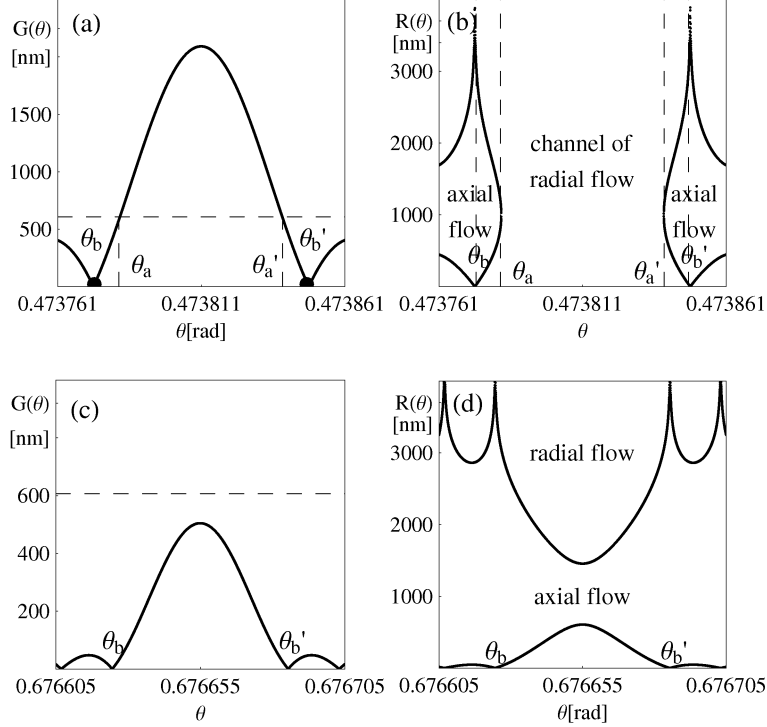 (a)
G(θ)
[nm]
1500
1000
500
θb
θa
θa'
θb'
0.473761
0.473811
0.473861
θ[rad]
(b)
R(θ)
[nm]
3000
2000
1000
channel of
radial flow
axial
flow
axial
flow
θb
θa
θa'
θb'
0.473761
0.473811
0.473861
θ
(c)
G(θ)
[nm]
600
400
200
θb
θb'
0.676605
0.676655
0.676705
θ
(d)
R(θ)
[nm]
3000
2000
1000
radial flow
axial flow
θb
θb'
0.676605
0.676655
0.676705
θ[rad]